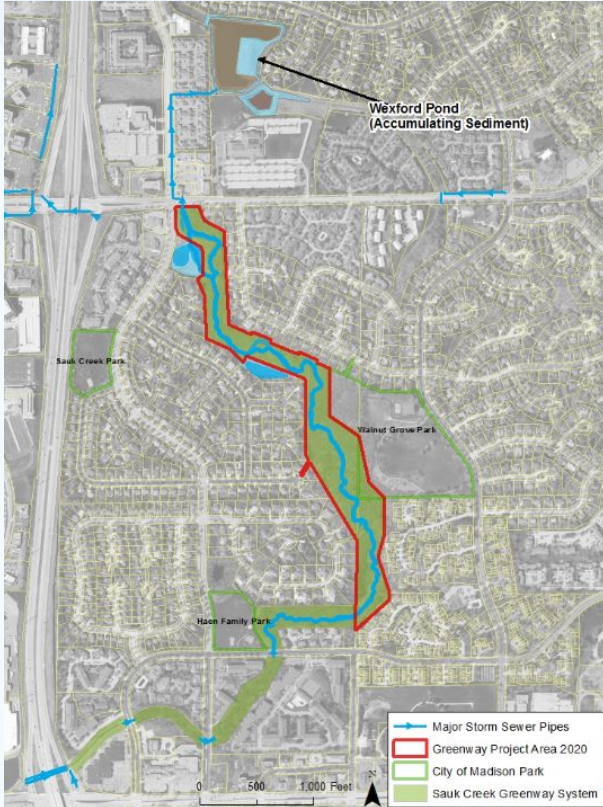 Wexford Pond
(Accumulating Sediment)
Sauk Creek Park
Walnut Grove Park
Haen Family Park
0 500 1,000 Feet
N
Major Storm Sewer Pipes
Greenway Project Area 2020
City of Madison Park
Sauk Creek Greenway System